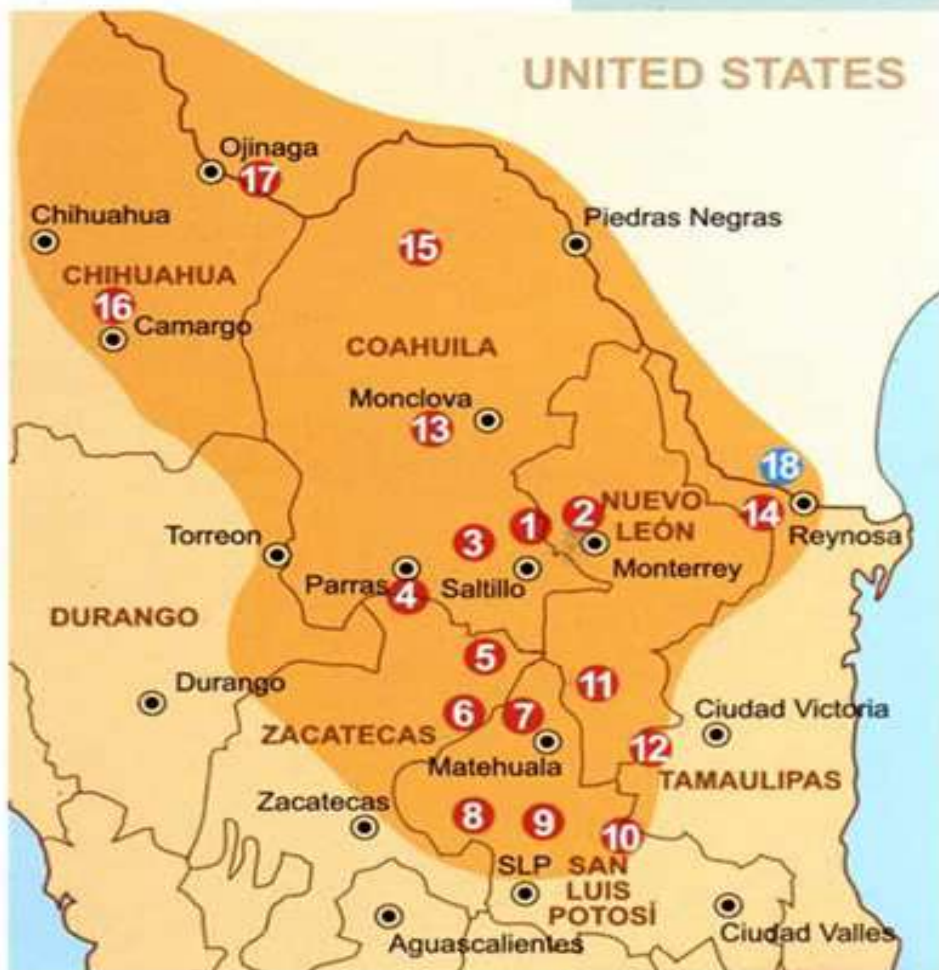 UNITED STATES
Ojinaga
17
Chihuahua
15
Piedras Negras
CHIHUAHUA
16
Camargo
COAHUILA
Monclova
13
18
NUEVO
LEÓN
14
Reynosa
1
2
3
Torreon
Monterrey
Parras
Saltillo
4
DURANGO
5
11
Durango
6
7
Ciudad Victoria
ZACATECAS
12
Matehuala
TAMAULIPAS
Zacatecas
8
9
10
SLP
SAN
LUIS
POTOSÍ
Aguascalientes
Ciudad Valles